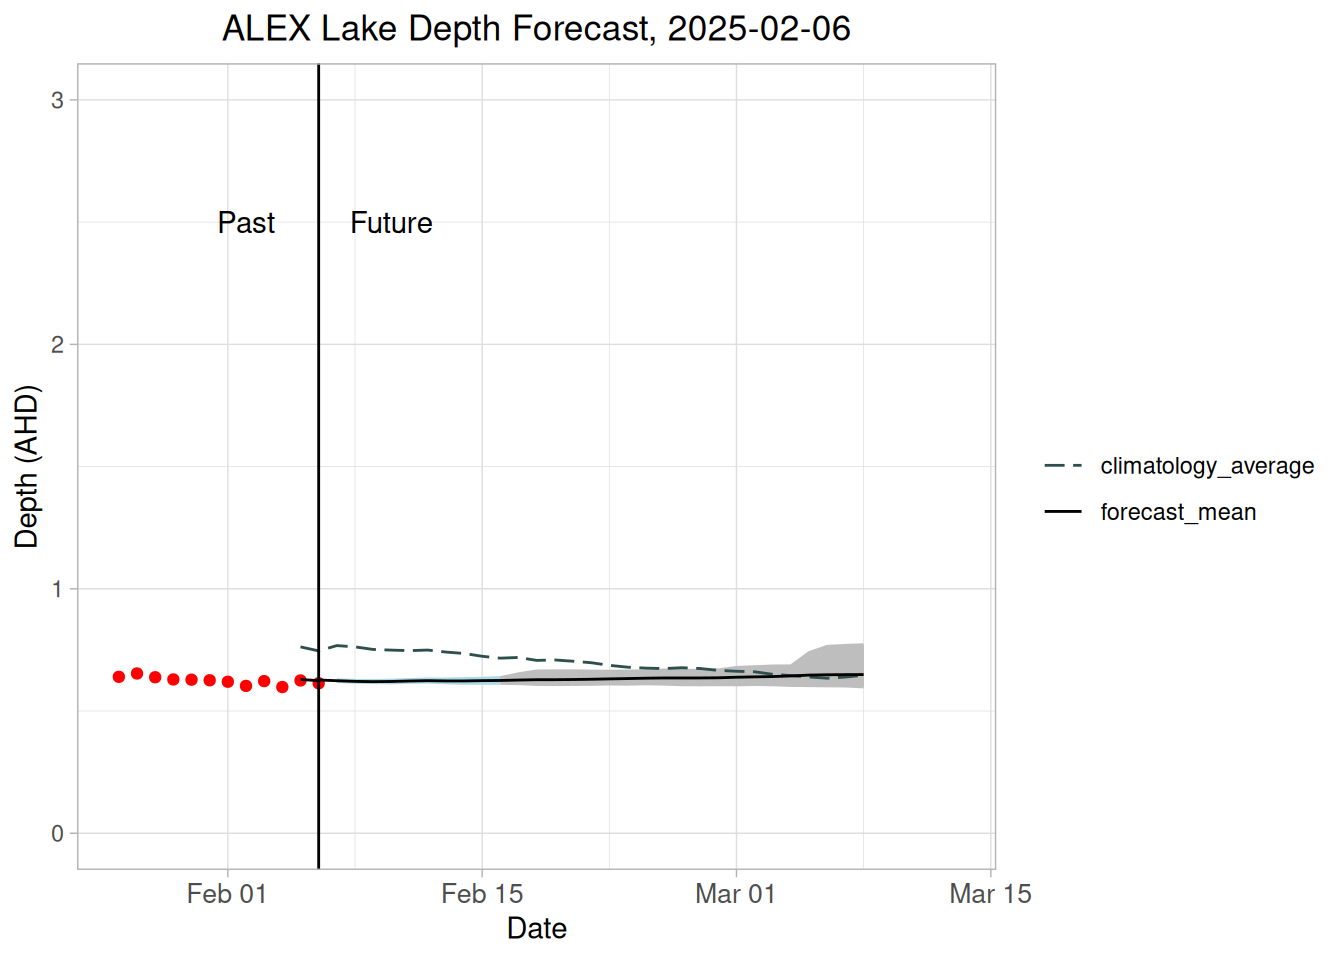 ALEX Lake Depth Forecast, 2025-02-06
3
Past
Future
2
Depth (AHD)
climatology_average
forecast_mean
1
0
Feb 01
Feb 15
Mar 01
Mar 15
Date